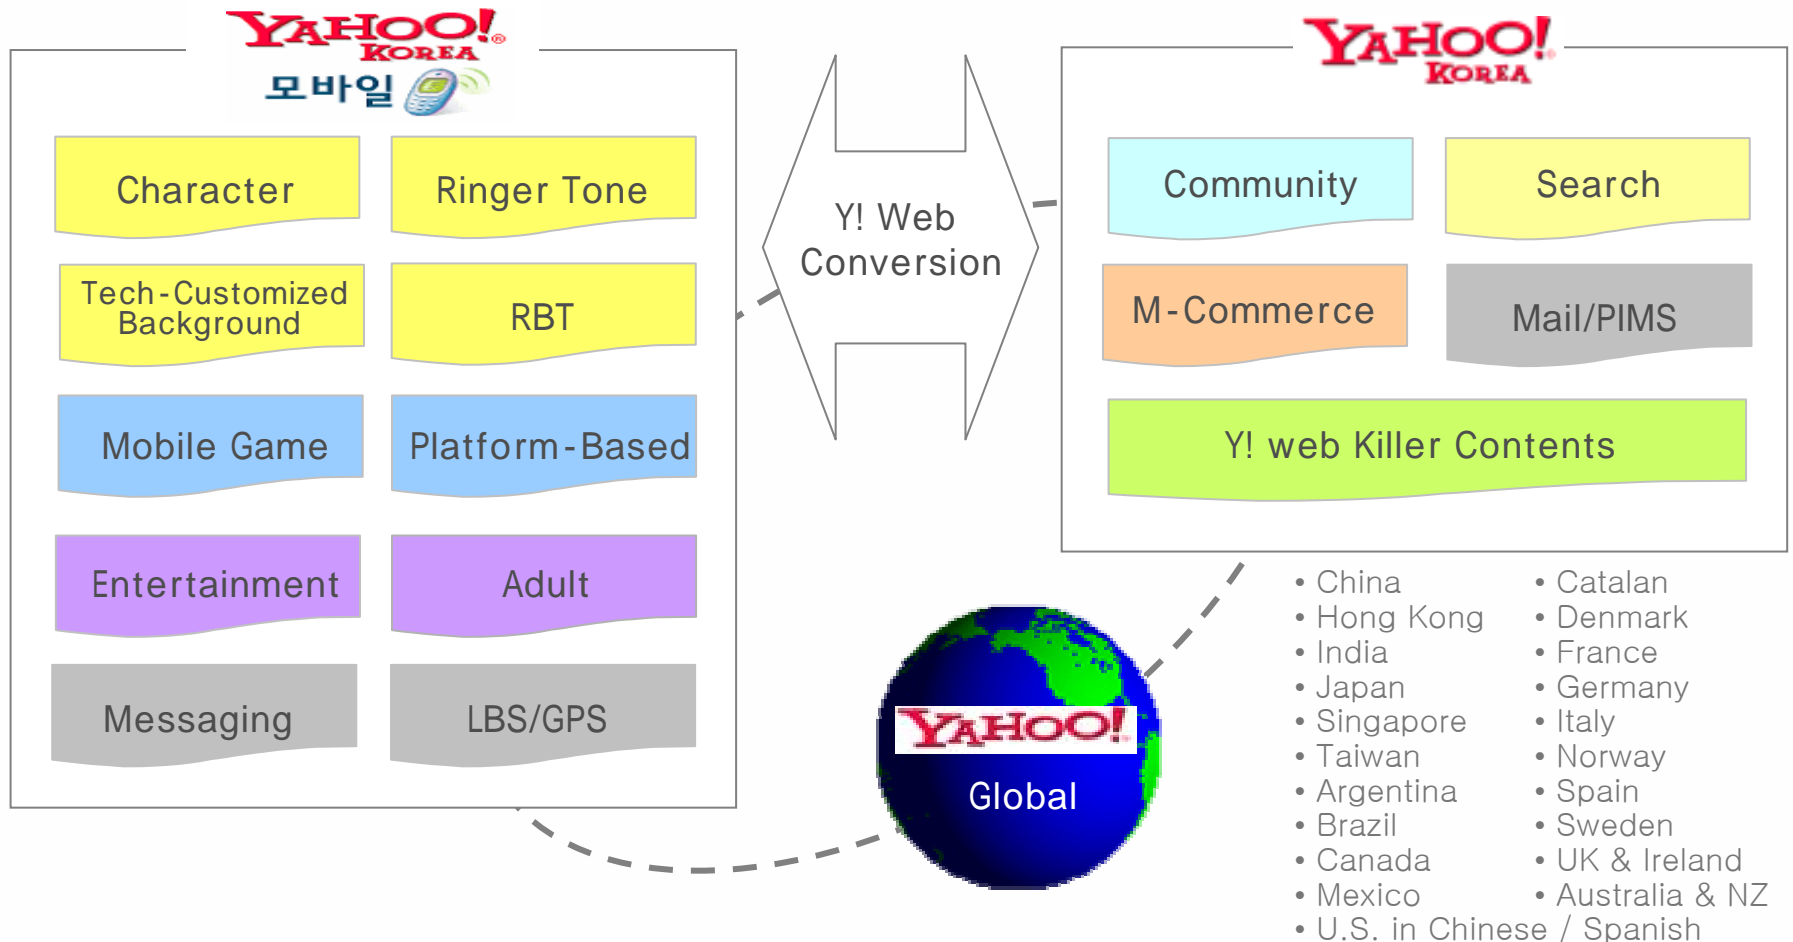 YAHOO!®
KOREA
모바일
Character
Ringer Tone
Tech-Customized
Background
RBT
Mobile Game
Platform-Based
Entertainment
Adult
Messaging
LBS/GPS
Y! Web
Conversion
YAHOO!
KOREA
Community
Search
M-Commerce
Mail/PIMS
Y! web Killer Contents
YAHOO!
Global
• China
• Hong Kong
• India
• Japan
• Singapore
• Taiwan
• Argentina
• Brazil
• Canada
• Mexico
• U.S. in Chinese / Spanish
• Catalan
• Denmark
• France
• Germany
• Italy
• Norway
• Spain
• Sweden
• UK & Ireland
• Australia & NZ